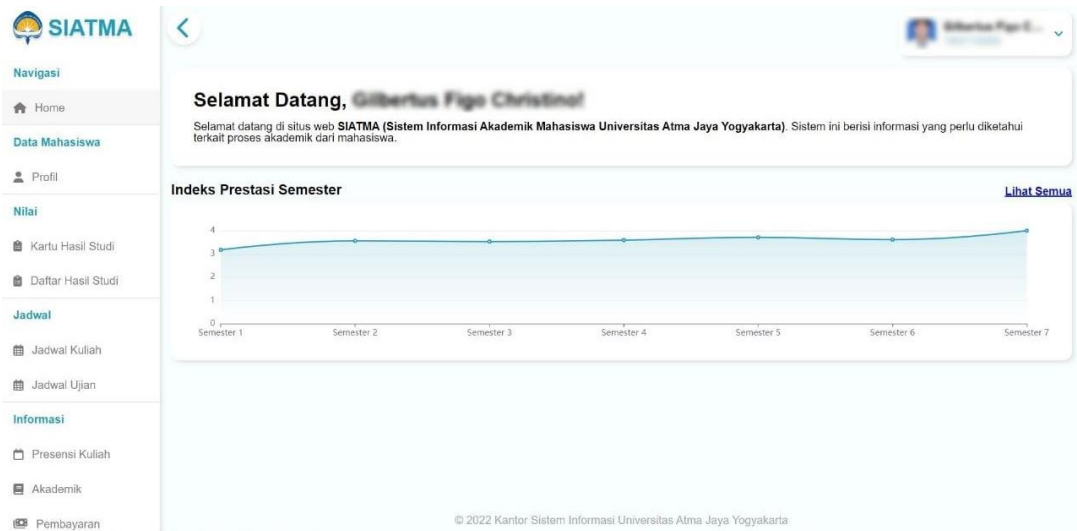 SIATMA
Navigasi
Home
Data Mahasiswa
Profil
Nilai
Kartu Hasil Studi
Daftar Hasil Studi
Jadwal
Jadwal Kuliah
Jadwal Ujian
Informasi
Presensi Kuliah
Akademik
Pembayaran
Selamat Datang,
Selamat datang di situs web SIATMA (Sistem Informasi Akademik Mahasiswa Universitas Atma Jaya Yogyakarta). Sistem ini berisi informasi yang perlu diketahui
terkait proses akademik dari mahasiswa.
Indeks Prestasi Semester
Lihat Semua
4
3
2
1
0
Semester 1 Semester 2 Semester 3 Semester 4 Semester 5 Semester 6 Semester 7
© 2022 Kantor Sistem Informasi Universitas Atma Jaya Yogyakarta